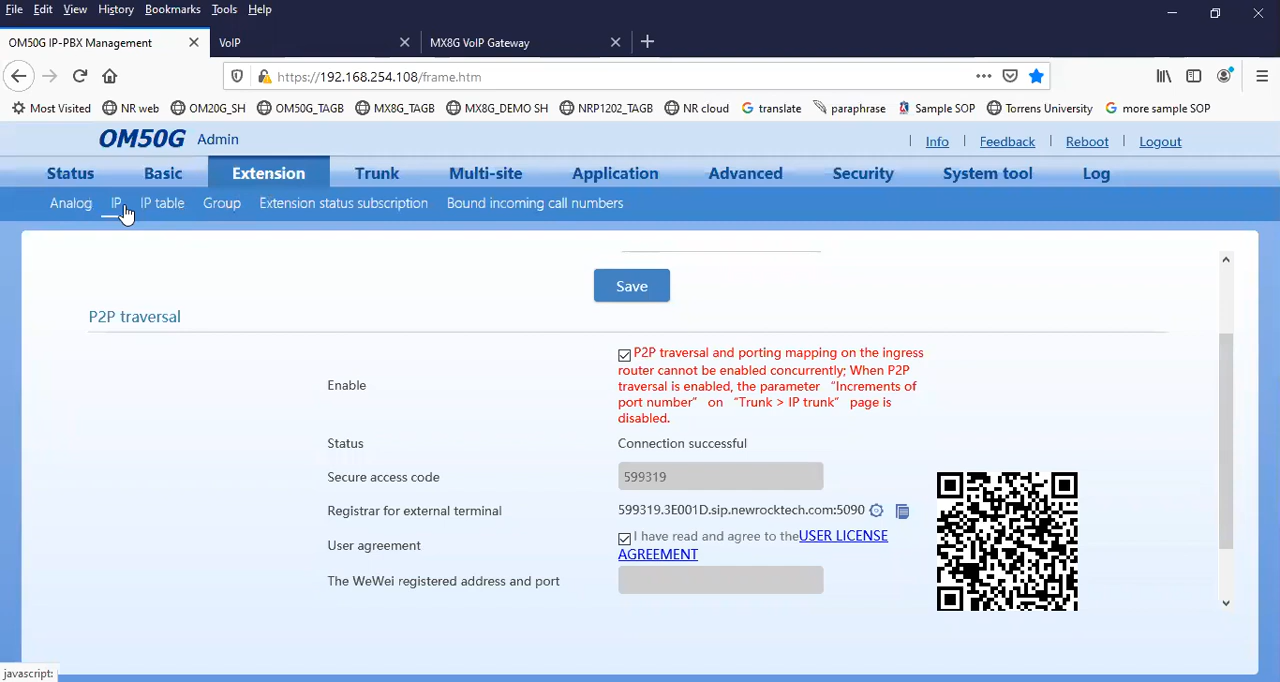 File Edit View History Bookmarks Tools Help
OM50G IP-PBX Management VoIP MX8G VoIP Gateway
https://192.168.254.108/frame.htm
Most Visited NR web OM20G_SH OM50G_TAGB MX8G_TAGB MX8G_DEMO SH NRP1202_TAGB NR cloud translate paraphrase Sample SOP Torrens University more sample SOP
OM50G Admin Info Feedback Reboot Logout
Status Basic Extension Trunk Multi-site Application Advanced Security System tool Log
Analog IP IP table Group Extension status subscription Bound incoming call numbers
Save
P2P traversal
Enable
P2P traversal and porting mapping on the ingress
router cannot be enabled concurrently; When P2P
traversal is enabled, the parameter “Increments of
port number” on “Trunk > IP trunk” page is
disabled.
Status Connection successful
Secure access code 599319
Registrar for external terminal 599319.3E001D.sip.newrocktech.com:5090
User agreement I have read and agree to theUSER LICENSE
AGREEMENT
The WeWei registered address and port
javascript: